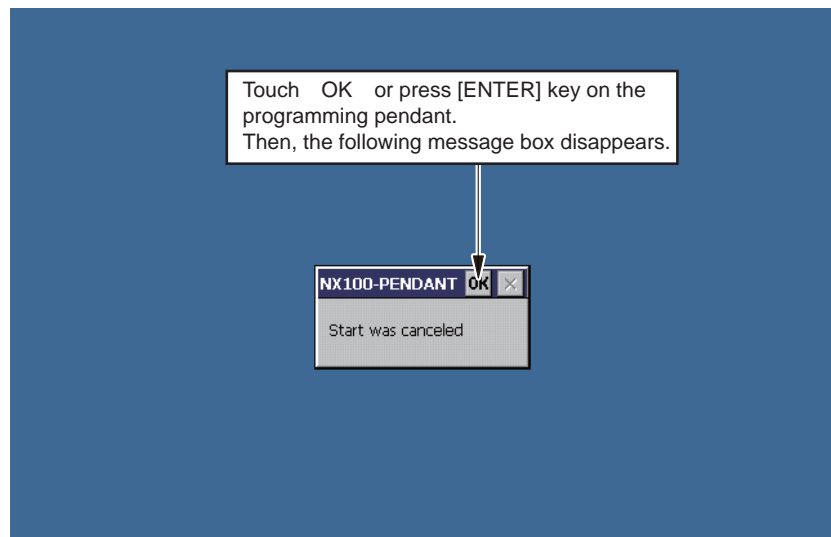 Touch OK or press [ENTER] key on the
programming pendant.
Then, the following message box disappears.
NX100-PENDANT OK ×
Start was canceled